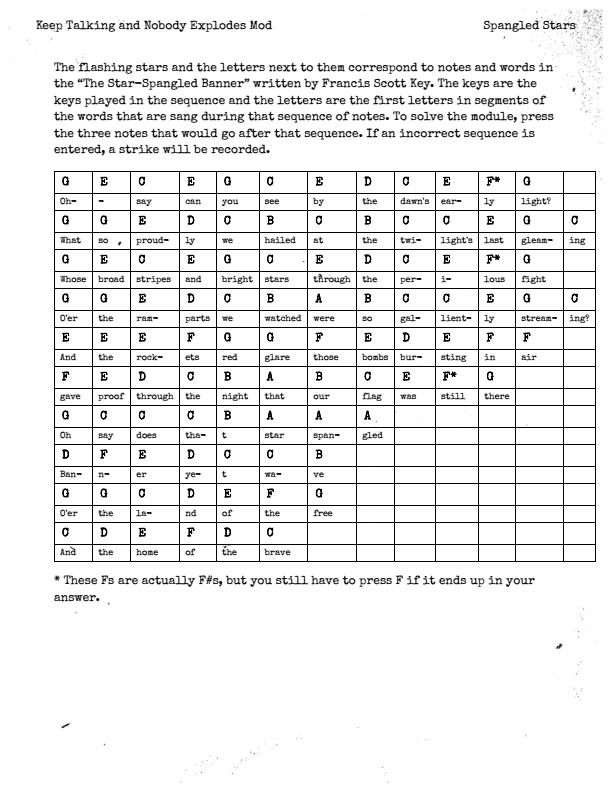 Keep Talking and Nobody Explodes Mod Spangled Stars
The flashing stars and the letters next to them correspond to notes and words in
the “The Star-Spangled Banner” written by Francis Scott Key. The keys are the
keys played in the sequence and the letters are the first letters in segments of
the words that are sang during that sequence of notes. To solve the module, press
the three notes that would go after that sequence. If an incorrect sequence is
entered, a strike will be recorded.
G E C E G C E D C E F* G
Oh- - say can you see by the dawn's ear- ly light?
G G E D C B C B C C E G C
What so , proud- ly we hailed at the twi- light's last gleam- ing
G E C E G C E D C E F* G
Whose broad stripes and bright stars through the per- i- lous fight
G G E D C B A B C C E G C
O'er the ram- parts we watched were so gal- lient- ly stream- ing?
E E E F G G F E D E F F
And the rock- ets red glare those bombs bur- sting in air
F E D C B A B C E F* G
gave proof through the night that our flag was still there
G C C C B A A A
Oh say does tha- t star span- gled
D F E D C C B
Ban- n- er ye- t wa- ve
G G C D E F G
O'er the la- nd of the free
C D E F D C
And the home of the brave
* These Fs are actually F#s, but you still have to press F if it ends up in your
answer.